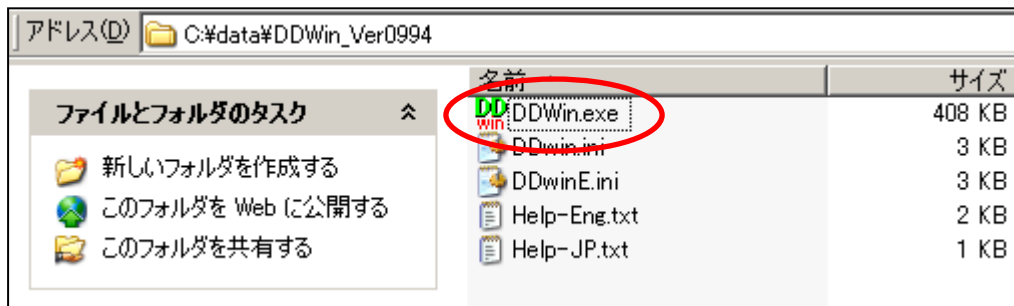 アドレス(D) C:¥data¥DDWin_Ver0994
名前 サイズ
ファイルとフォルダのタスク
新しいフォルダを作成する
このフォルダを Web に公開する
このフォルダを共有する
DD
win
DDWin.exe 408 KB
DDwin.ini 3 KB
DDwinE.ini 3 KB
Help-Eng.txt 2 KB
Help-JP.txt 1 KB